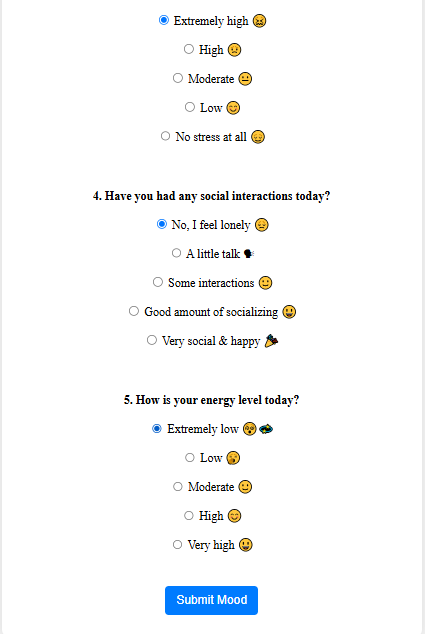 Extremely high 😖
High 😟
Moderate 😐
Low 😊
No stress at all 😌
4. Have you had any social interactions today?
No, I feel lonely 😔
A little talk 🗣
Some interactions 🙂
Good amount of socializing 😃
Very social & happy 🎉
5. How is your energy level today?
Extremely low 😴💤
Low 😪
Moderate 🙂
High 😊
Very high 😃
Submit Mood